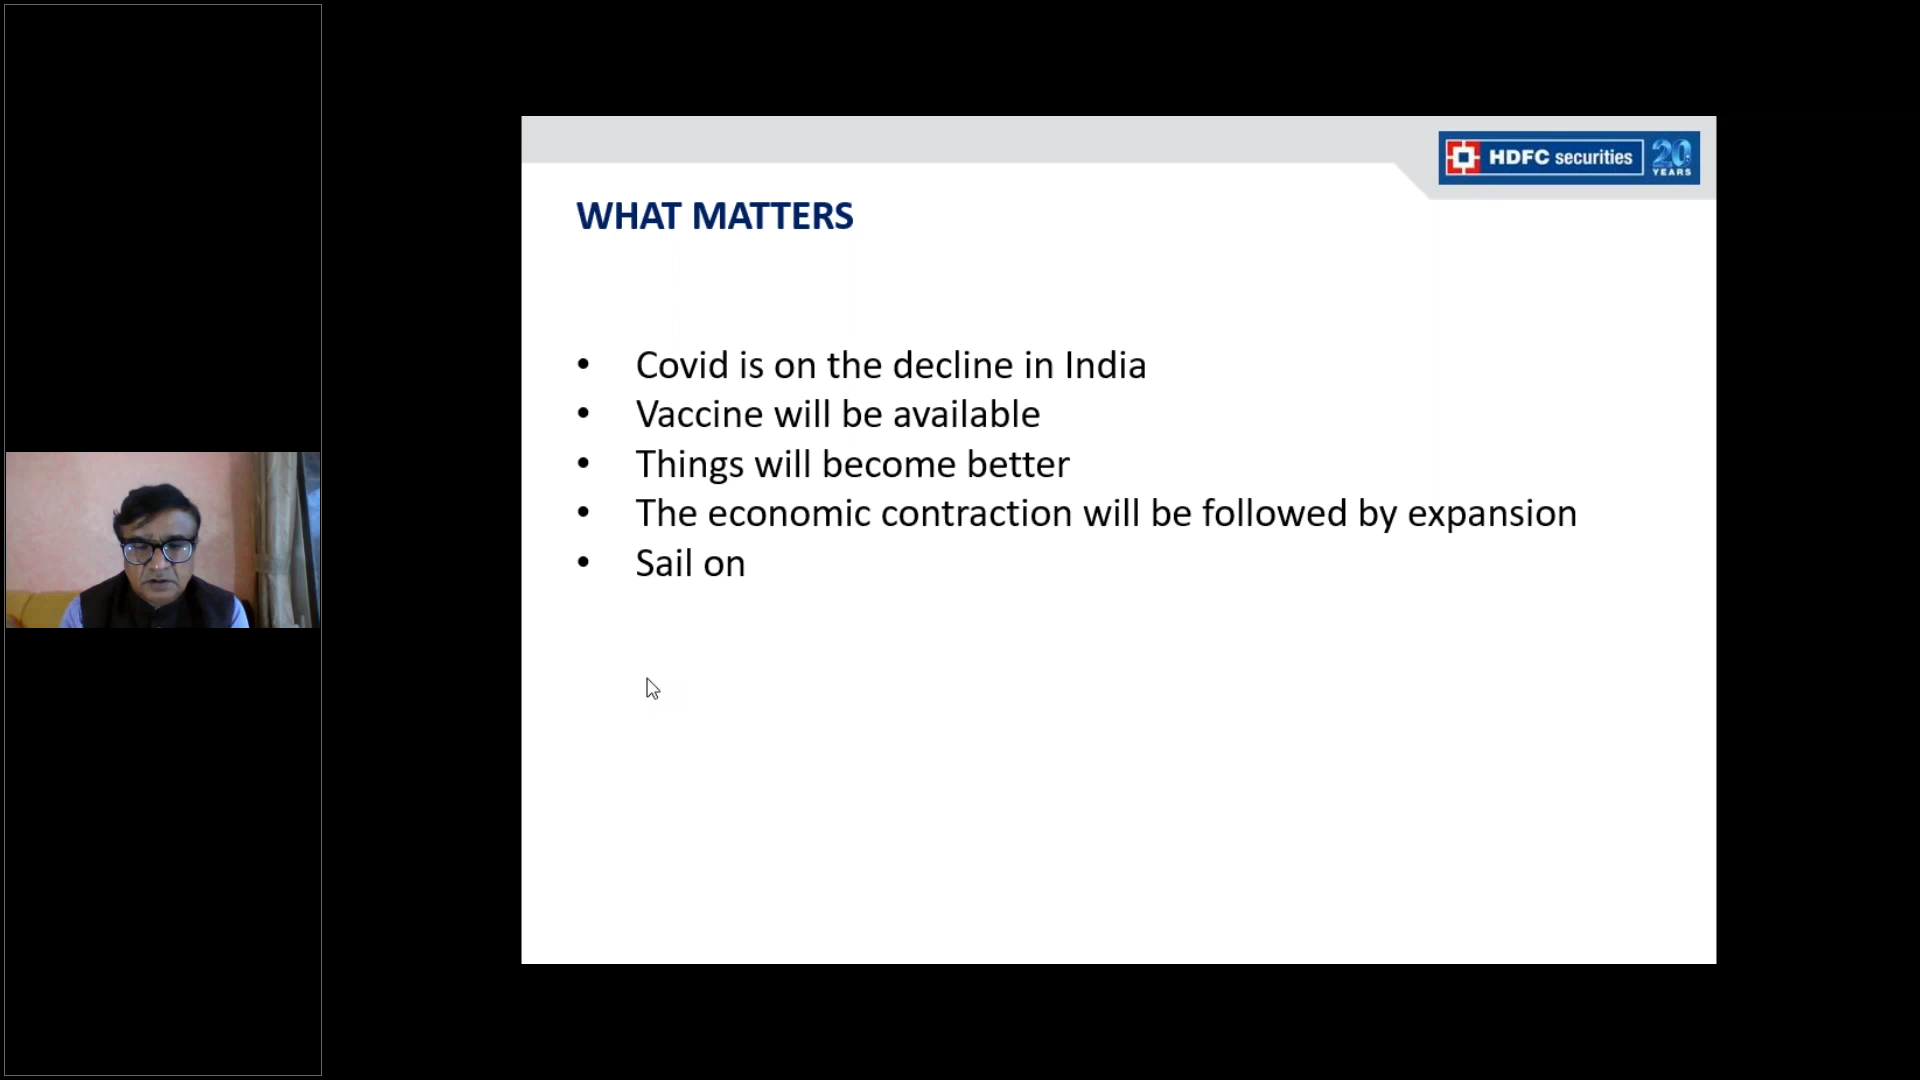 HDFC securities
20
YEARS
WHAT MATTERS
• Covid is on the decline in India
• Vaccine will be available
• Things will become better
• The economic contraction will be followed by expansion
• Sail on